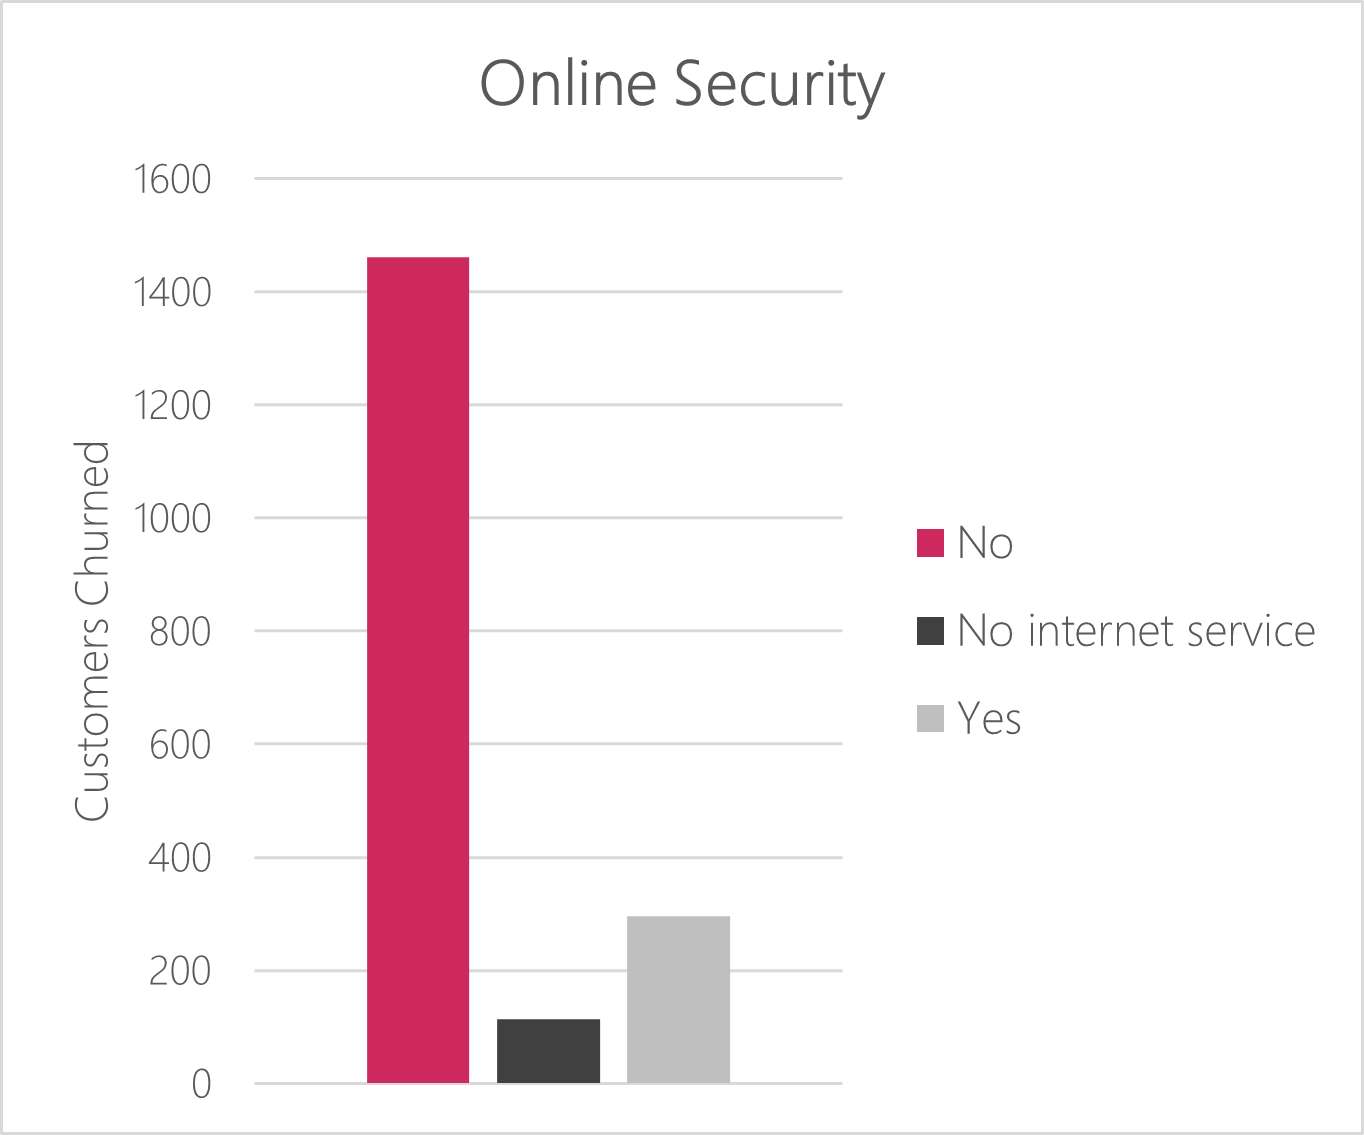 Online Security
1600
1400
1200
1000
800
600
400
200
0
Customers Churned
No
No internet service
Yes